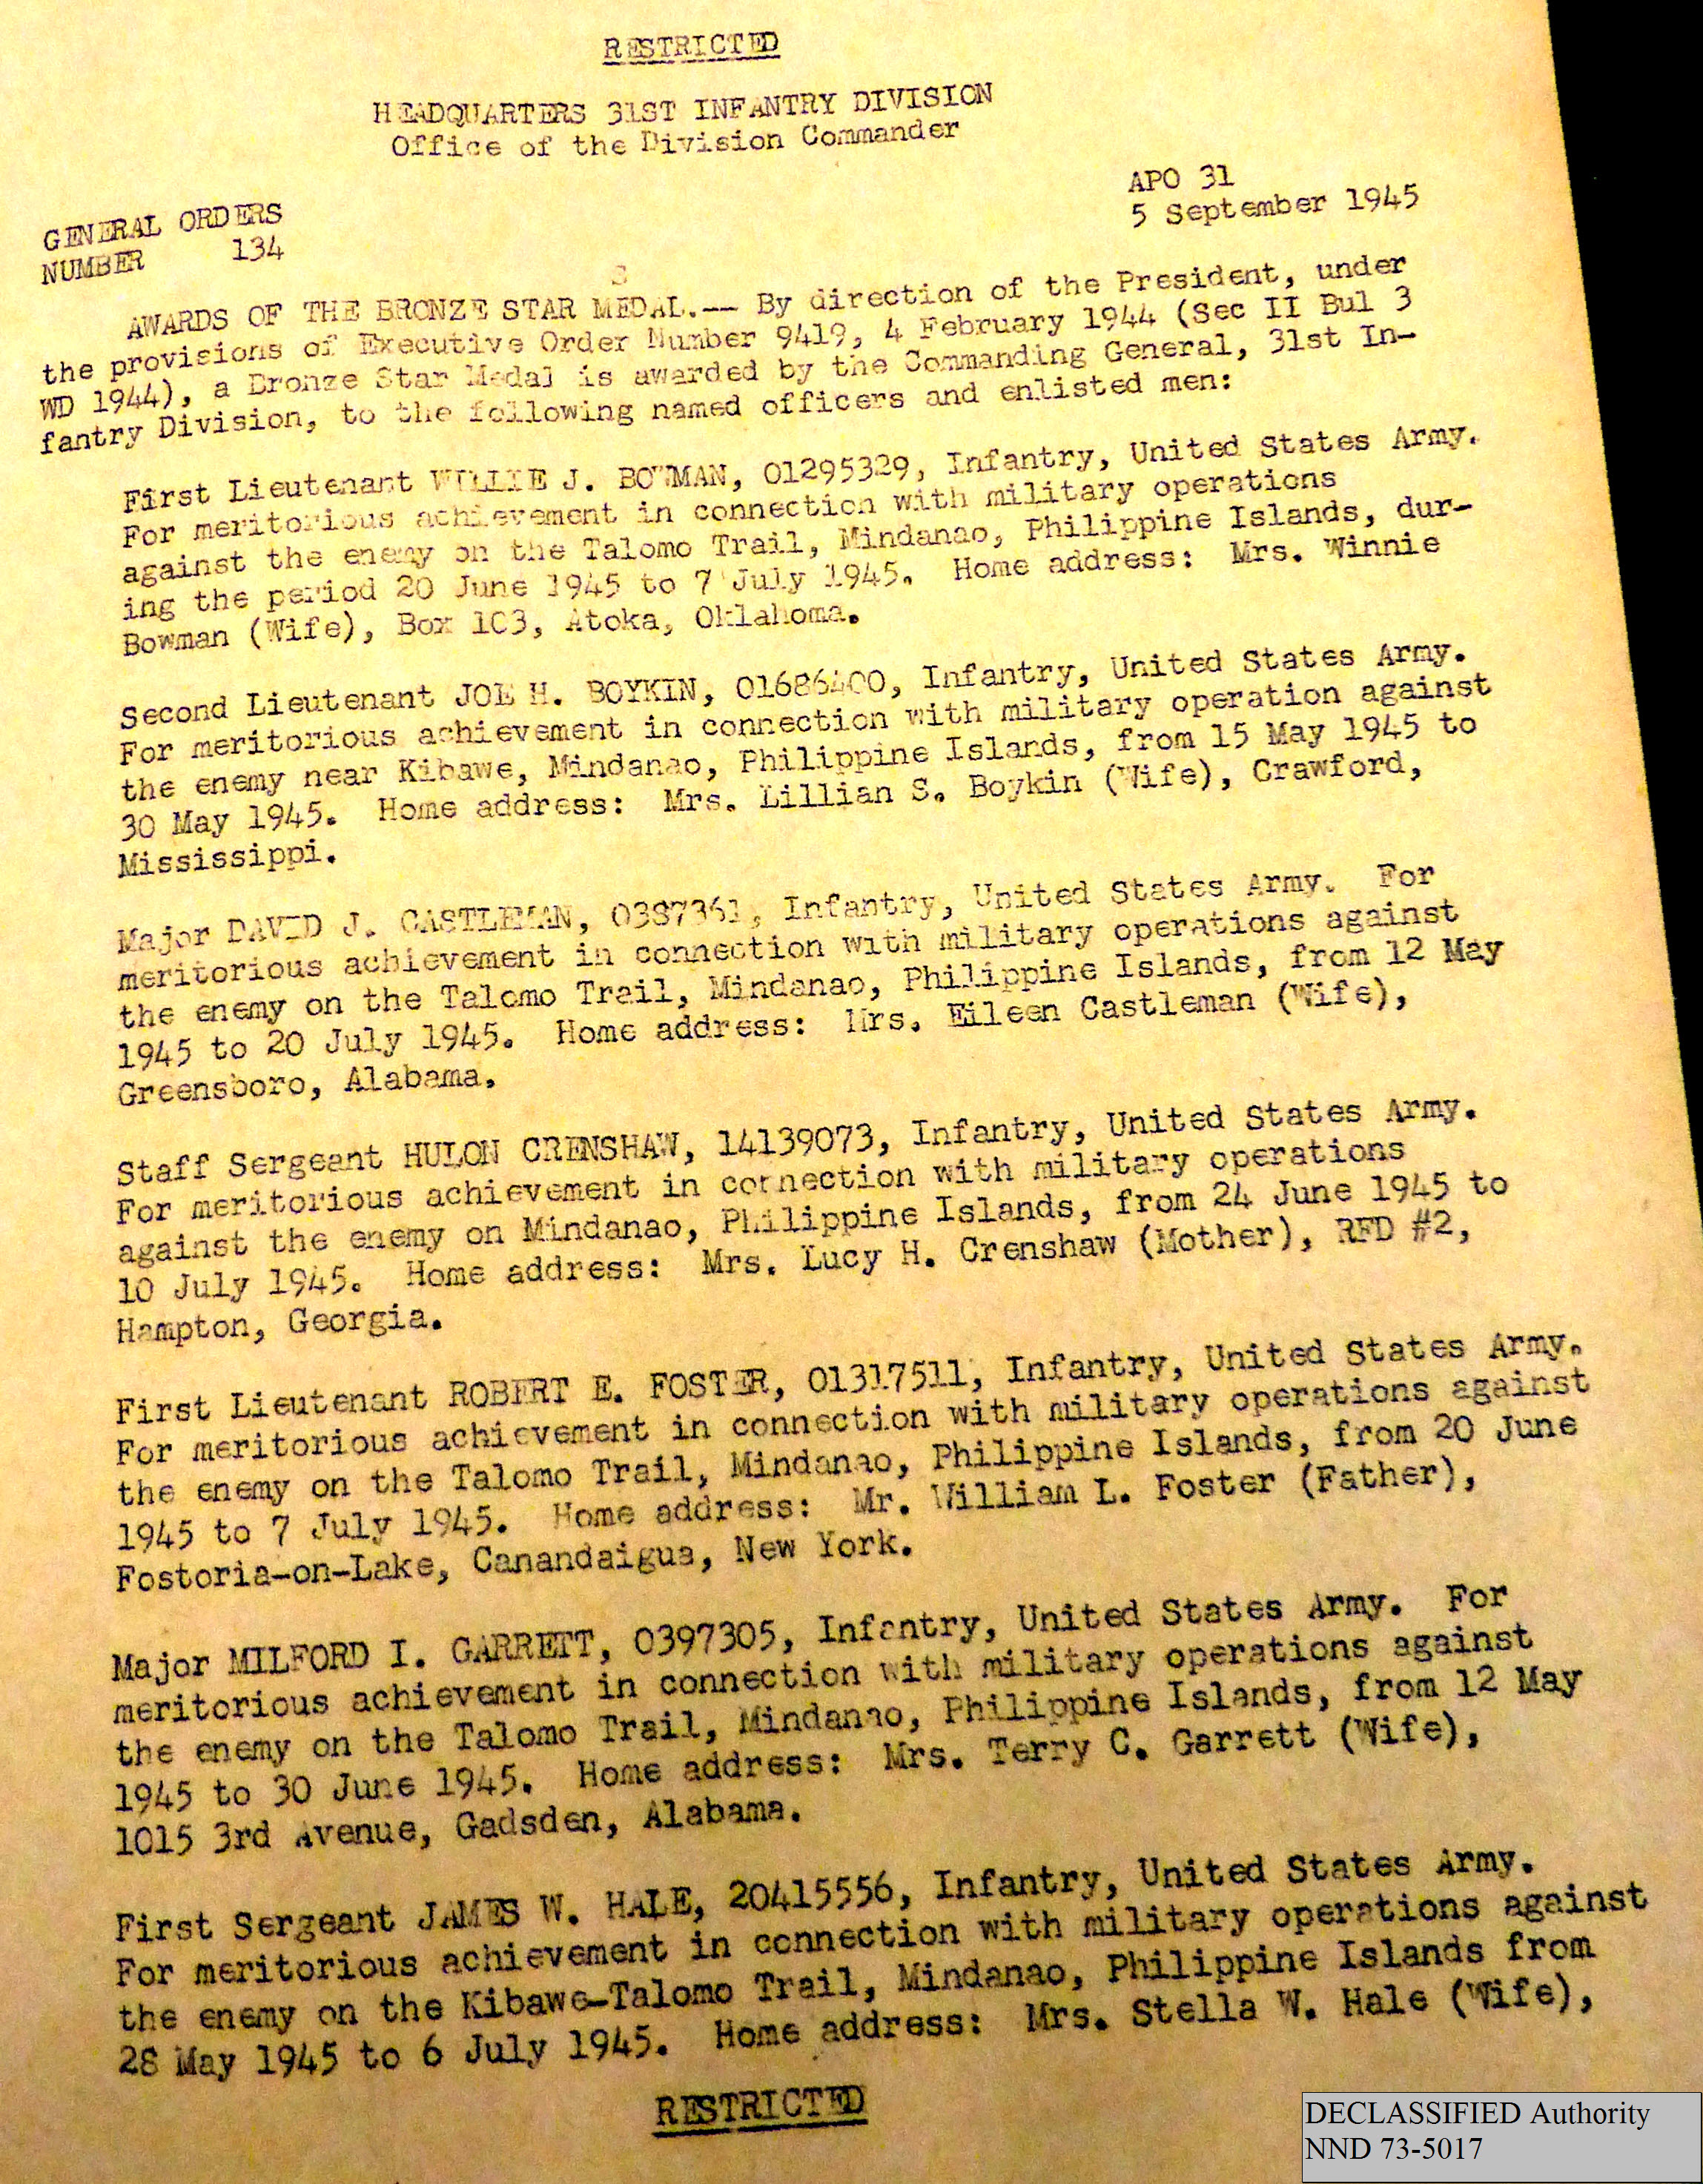 RESTRICTED
HEADQUARTERS 31ST INFANTRY DIVISION
Office of the Division Commander
APO 31
5 September 1945
GENERAL ORDERS
NUMBER 134
S
AWARDS OF THE BRONZE STAR MEDAL.-- By direction of the President, under
the provisions of Executive Order Number 9419, 4 February 1944 (Sec II Bul 3
WD 1944), a Bronze Star Medal is awarded by the Commanding General, 31st In-
fantry Division, to the following named officers and enlisted men:
First Lieutenant WILLIE J. BOWMAN, 01295329, Infantry, United States Army.
For meritorious achievement in connection with military operations
against the enemy on the Talomo Trail, Mindanao, Philippine Islands, dur-
ing the period 20 June 1945 to 7 July 1945. Home address: Mrs. Winnie
Bowman (Wife), Box 103, Atoka, Oklahoma.
Second Lieutenant JOE H. BOYKIN, 01686400, Infantry, United States Army.
For meritorious achievement in connection with military operation against
the enemy near Kibawe, Mindanao, Philippine Islands, from 15 May 1945 to
30 May 1945. Home address: Mrs. Lillian S. Boykin (Wife), Crawford,
Mississippi.
Major DAVID J. CASTLEMAN, 0387361, Infantry, United States Army. For
meritorious achievement in connection with military operations against
the enemy on the Talomo Trail, Mindanao, Philippine Islands, from 12 May
1945 to 20 July 1945. Home address: Mrs. Eileen Castleman (Wife),
Greensboro, Alabama.
Staff Sergeant HULON CRENSHAW, 14139073, Infantry, United States Army.
For meritorious achievement in connection with military operations
against the enemy on Mindanao, Philippine Islands, from 24 June 1945 to
10 July 1945. Home address: Mrs. Lucy H. Crenshaw (Mother), RFD #2,
Hampton, Georgia.
First Lieutenant ROBERT E. FOSTER, 01317511, Infantry, United States Army.
For meritorious achievement in connection with military operations against
the enemy on the Talomo Trail, Mindanao, Philippine Islands, from 20 June
1945 to 7 July 1945. Home address: Mr. William L. Foster (Father),
Fostoria-on-Lake, Canandaigua, New York.
Major MILFORD I. GARRETT, 0397305, Infantry, United States Army. For
meritorious achievement in connection with military operations against
the enemy on the Talomo Trail, Mindanao, Philippine Islands, from 12 May
1945 to 30 June 1945. Home address: Mrs. Terry C. Garrett (Wife),
1015 3rd Avenue, Gadsden, Alabama.
First Sergeant JAMES W. HALE, 20415556, Infantry, United States Army.
For meritorious achievement in connection with military operations against
the enemy on the Kibawe-Talomo Trail, Mindanao, Philippine Islands from
28 May 1945 to 6 July 1945. Home address: Mrs. Stella W. Hale (Wife),
RESTRICTED
DECLASSIFIED Authority
NND 73-5017